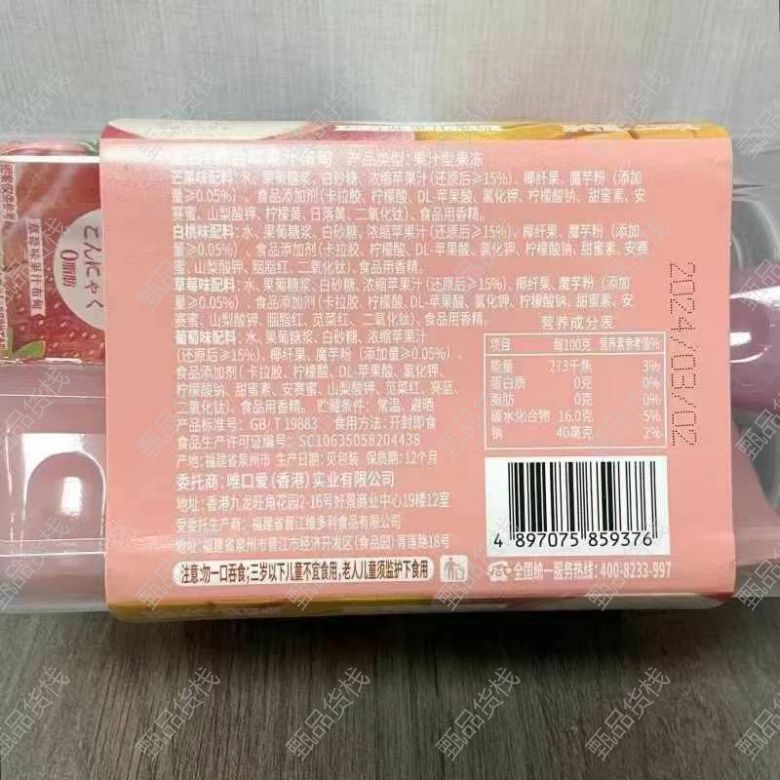 产品类型:果汁型果冻
芒果味配料:水、果葡糖浆、白砂糖、浓缩苹果汁(还原后≥15%)、椰纤果、魔芋粉(添加
量≥0.05%)、食品添加剂(卡拉胶、柠檬酸、DL-苹果酸、氯化钾、柠檬酸钠、甜蜜素、安
赛蜜、山梨酸钾、柠檬黄、日落黄、二氧化钛)、食品用香精。
白桃味配料:水、果葡糖浆、白砂糖、浓缩苹果汁(还原后≥15%)、椰纤果、魔芋粉(添加
量≥0.05%)、食品添加剂(卡拉胶、柠檬酸、DL-苹果酸、氯化钾、柠檬酸钠、甜蜜素、安赛
蜜、山梨酸钾、胭脂红、二氧化钛)、食品用香精。
草莓味配料:水、果葡糖浆、白砂糖、浓缩苹果汁(还原后≥15%)、椰纤果、魔芋粉(添加
量≥0.05%)、食品添加剂(卡拉胶、柠檬酸、DL-苹果酸、氯化钾、柠檬酸钠、甜蜜素、安
赛蜜、山梨酸钾、胭脂红、苋菜红、二氧化钛)、食品用香精。
葡萄味配料:水、果葡糖浆、白砂糖、浓缩苹果汁
(还原后≥15%)、椰纤果、魔芋粉(添加量≥0.05%)、
食品添加剂(卡拉胶、柠檬酸、DL-苹果酸、氯化钾、
柠檬酸钠、甜蜜素、安赛蜜、山梨酸钾、苋菜红、亮蓝、
二氧化钛)、食品用香精。 贮藏条件:常温、避晒
产品标准号:GB/T 19883 食用方法:开封即食
食品生产许可证编号:SC10635058204438
产地:福建省泉州市 生产日期:见包装 保质期:12个月
委托商:唯口爱(香港)实业有限公司
地址:香港九龙旺角花园2-16号好景商业中心19楼12室
受委托生产商:福建省晋江维多利食品有限公司
地址:福建省泉州市晋江市经济开发区(食品园)青莲路18号
注意:勿一口吞食;三岁以下儿童不宜食用,老人儿童须监护下食用
营养成分表
项目 每100克 营养素参考值%
能量 273千焦 3%
蛋白质 0克 0%
脂肪 0克 0%
碳水化合物 16.0克 5%
钠 40毫克 2%
4 897075 859376
全国统一服务热线:400-8233-997
2024/03/02
こんにゃく
0脂肪
甄品货栈